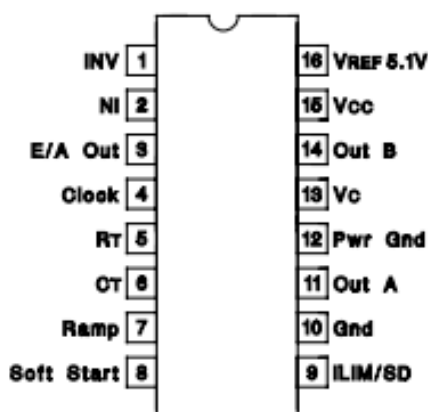 INV 1 16 VREF 5.1V
NI 2 15 VCC
E/A Out 3 14 Out B
Clock 4 13 VC
RT 5 12 Pwr Gnd
CT 6 11 Out A
Ramp 7 10 Gnd
Soft Start 8 9 ILIM/SD